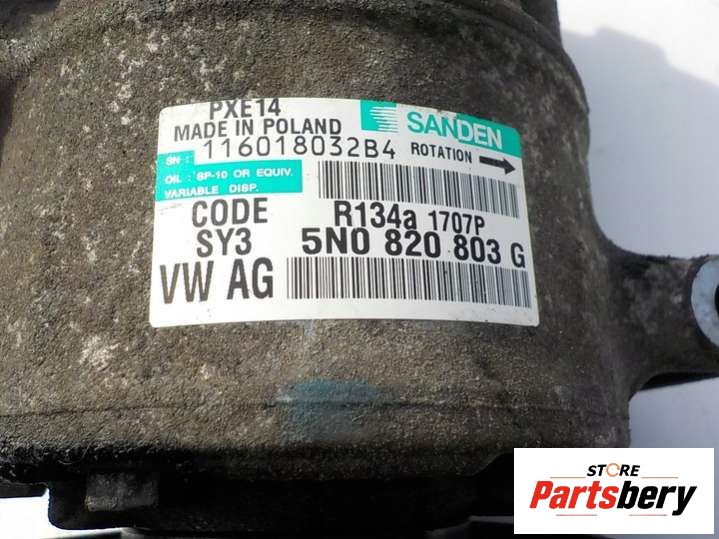 PXE14
MADE IN POLAND
SANDEN
SN: 116018032B4
ROTATION
OIL: SP-10 OR EQUIV.
VARIABLE DISP.
CODE R134a 1707P
SY3 5N0 820 803 G
VW AG
STORE
Partsbery